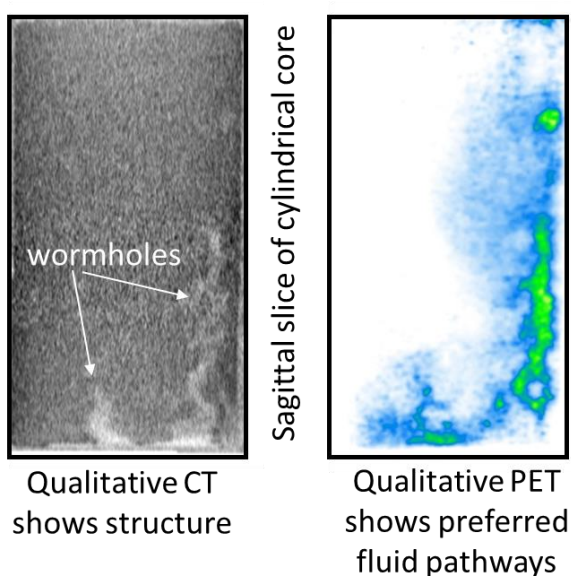 wormholes
Sagittal slice of cylindrical core
Qualitative CT
shows structure
Qualitative PET
shows preferred
fluid pathways